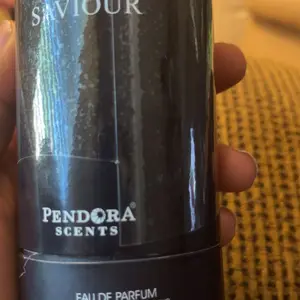 SAVIOUR
PENDORA®
SCENTS
EAU DE PARFUM